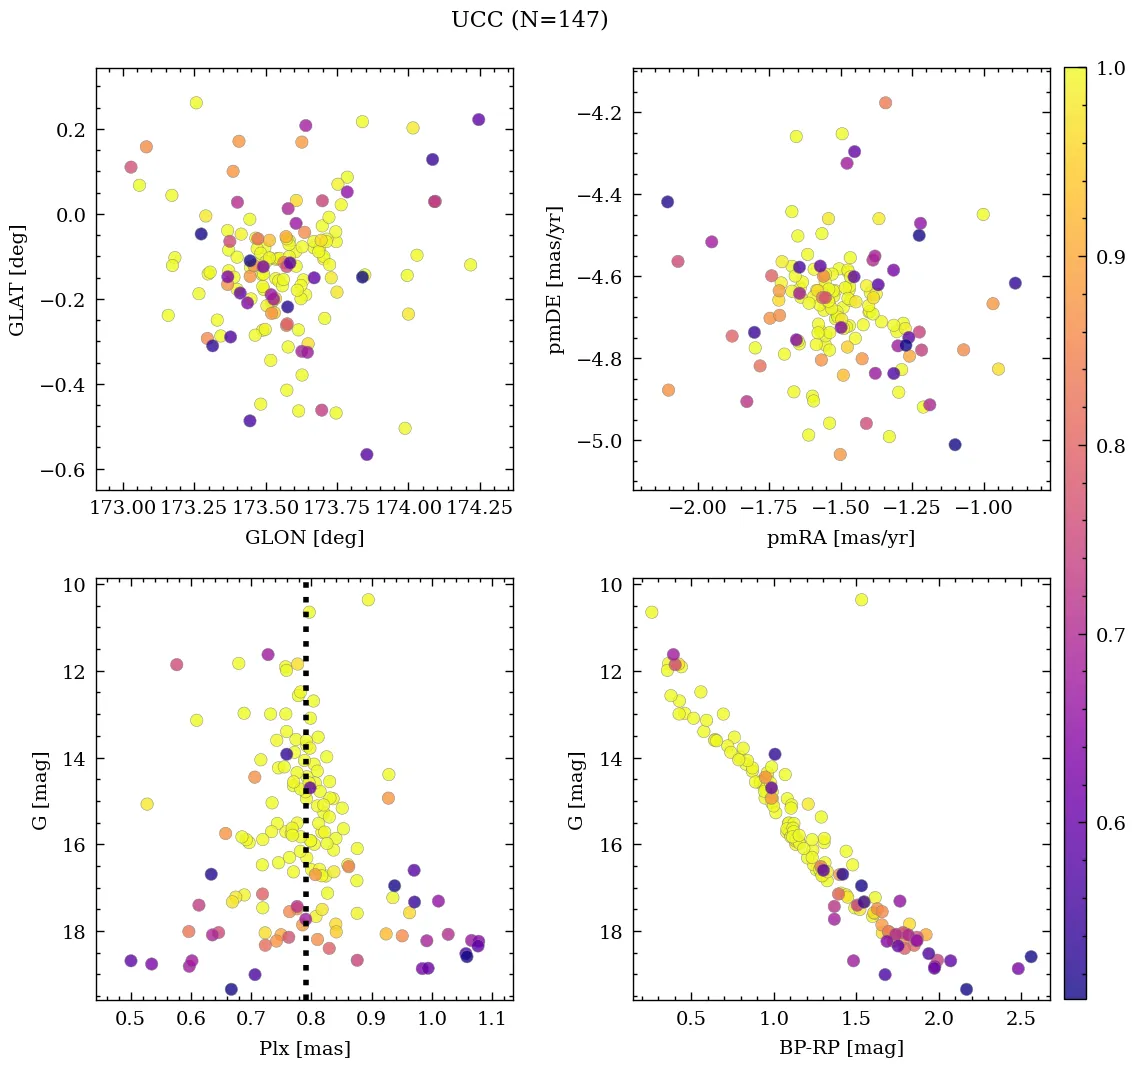 UCC (N=147)
0.2
0.0
−0.2
−0.4
−0.6
GLAT [deg]
173.00 173.25 173.50 173.75 174.00 174.25
GLON [deg]
−4.2
−4.4
−4.6
−4.8
−5.0
pmDE [mas/yr]
−2.00 −1.75 −1.50 −1.25 −1.00
pmRA [mas/yr]
1.0
0.9
0.8
0.7
0.6
10
12
14
16
18
G [mag]
0.5 0.6 0.7 0.8 0.9 1.0 1.1
Plx [mas]
10
12
14
16
18
G [mag]
0.5 1.0 1.5 2.0 2.5
BP-RP [mag]